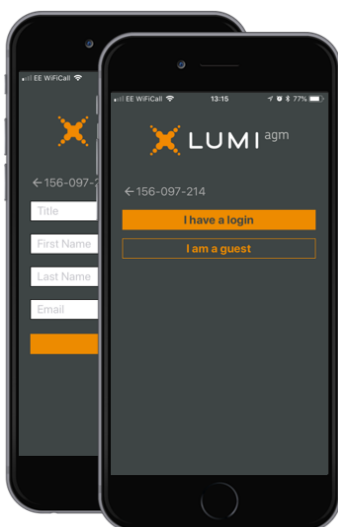 EE WiFiCall
←156-097-2
Title
First Name
Last Name
Email
EE WiFiCall 13:15 77%
LUMI agm
←156-097-214
I have a login
I am a guest